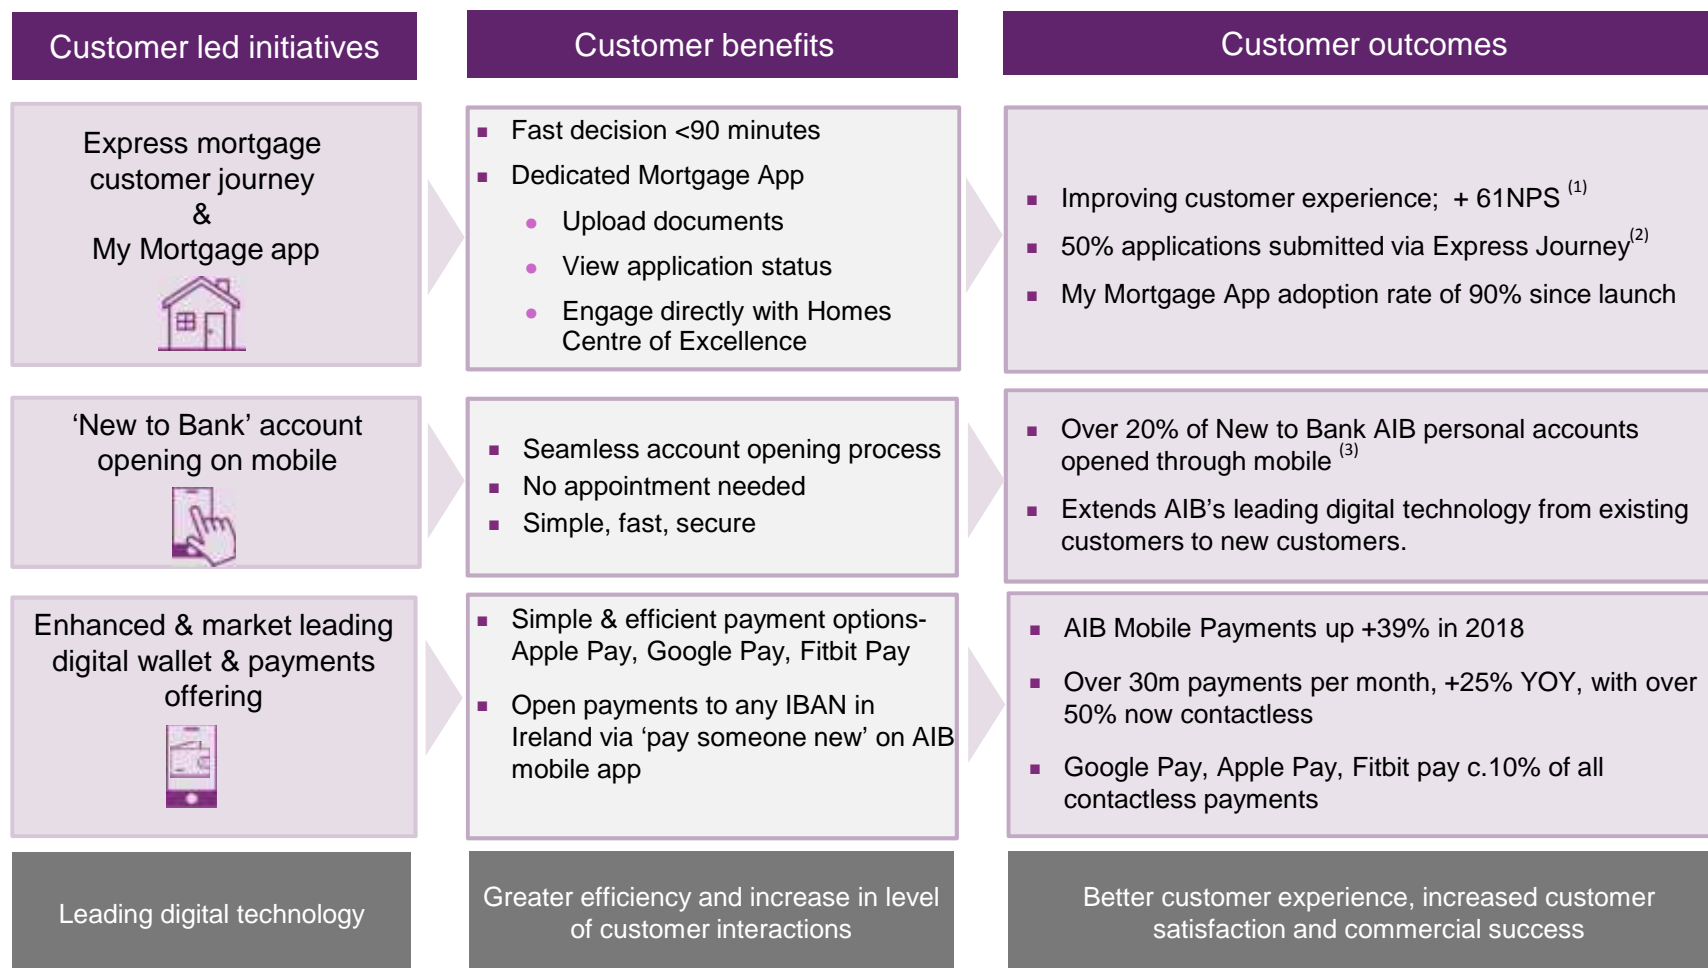 Customer led initiatives
Customer benefits
Customer outcomes
Express mortgage
customer journey
&
My Mortgage app
■ Fast decision <90 minutes
■ Dedicated Mortgage App
● Upload documents
● View application status
● Engage directly with Homes
Centre of Excellence
■ Improving customer experience; + 61NPS (1)
■ 50% applications submitted via Express Journey(2)
■ My Mortgage App adoption rate of 90% since launch
‘New to Bank’ account
opening on mobile
■ Seamless account opening process
■ No appointment needed
■ Simple, fast, secure
■ Over 20% of New to Bank AIB personal accounts
opened through mobile (3)
■ Extends AIB’s leading digital technology from existing
customers to new customers.
Enhanced & market leading
digital wallet & payments
offering
■ Simple & efficient payment options-
Apple Pay, Google Pay, Fitbit Pay
■ Open payments to any IBAN in
Ireland via ‘pay someone new’ on AIB
mobile app
■ AIB Mobile Payments up +39% in 2018
■ Over 30m payments per month, +25% YOY, with over
50% now contactless
■ Google Pay, Apple Pay, Fitbit pay c.10% of all
contactless payments
Leading digital technology
Greater efficiency and increase in level
of customer interactions
Better customer experience, increased customer
satisfaction and commercial success